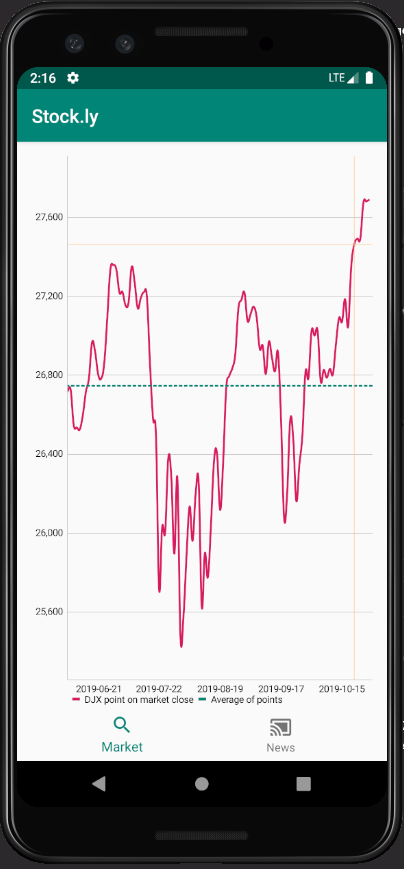 2:16 LTE
Stock.ly
27,600
27,200
26,800
26,400
26,000
25,600
2019-06-21 2019-07-22 2019-08-19 2019-09-17 2019-10-15
DJX point on market close Average of points
Market News